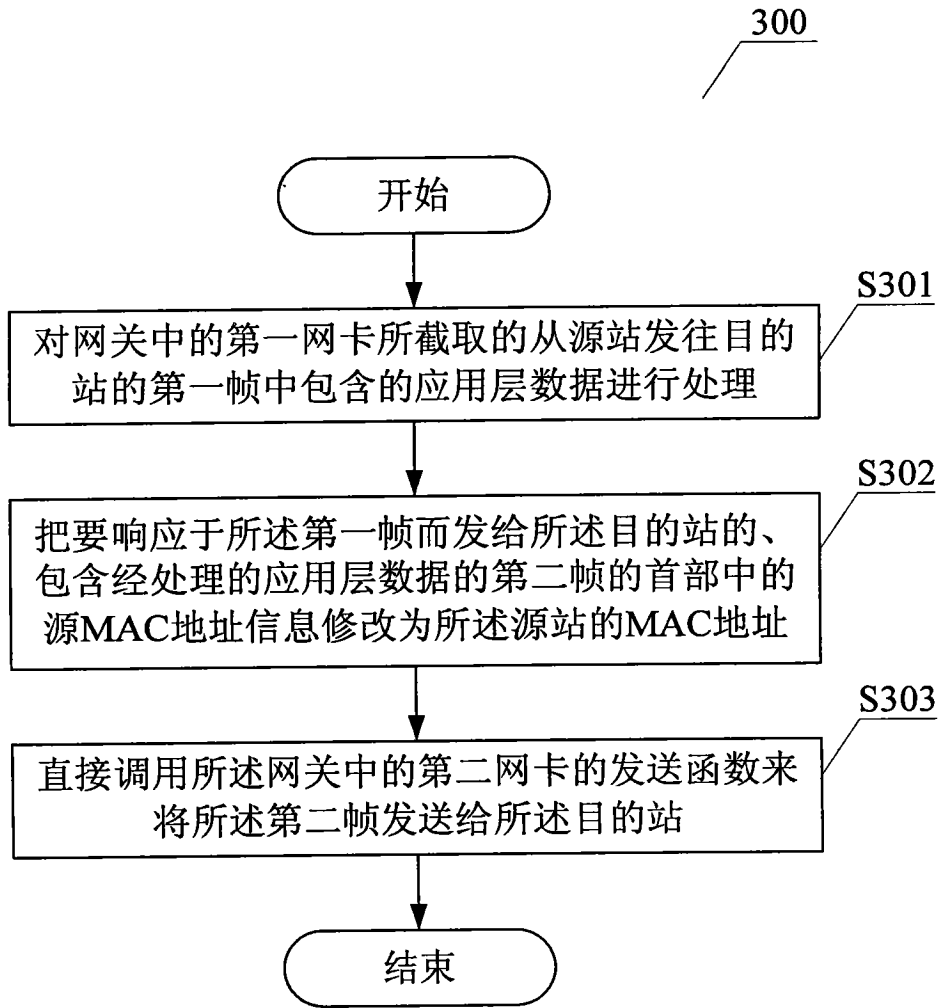 300
开始
S301
对网关中的第一网卡所截取的从源站发往目的
站的第一帧中包含的应用层数据进行处理
S302
把要响应于所述第一帧而发给所述目的站的、
包含经处理的应用层数据的第二帧的首部中的
源MAC地址信息修改为所述源站的MAC地址
S303
直接调用所述网关中的第二网卡的发送函数来
将所述第二帧发送给所述目的站
结束